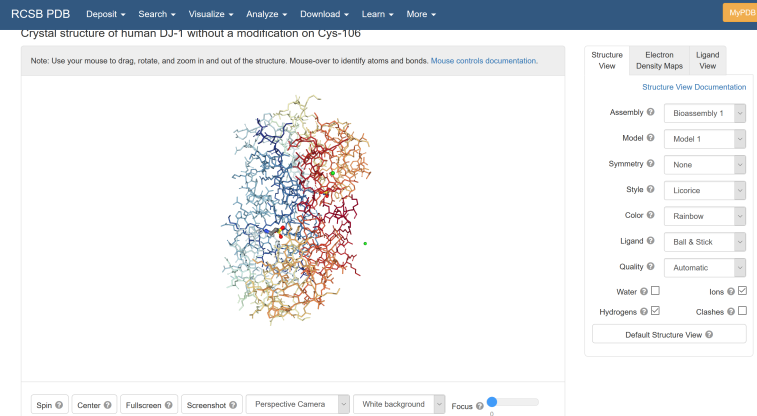 RCSB PDB Deposit Search Visualize Analyze Download Learn More MyPDB
Crystal structure of human DJ-1 without a modification on Cys-106
Note: Use your mouse to drag, rotate, and zoom in and out of the structure. Mouse-over to identify atoms and bonds. Mouse controls documentation.
Structure View
Electron Density Maps
Ligand View
Structure View Documentation
Assembly Bioassembly 1
Model Model 1
Symmetry None
Style Licorice
Color Rainbow
Ligand Ball & Stick
Quality Automatic
Water Ions
Hydrogens Clashes
Default Structure View
Spin Center Fullscreen Screenshot Perspective Camera White background Focus
0